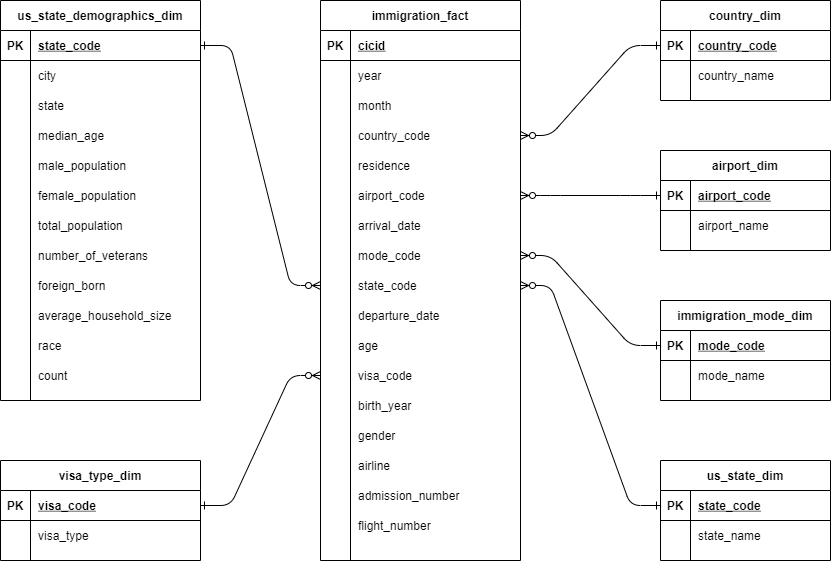 us_state_demographics_dim
PK state_code
city
state
median_age
male_population
female_population
total_population
number_of_veterans
foreign_born
average_household_size
race
count
visa_type_dim
PK visa_code
visa_type
immigration_fact
PK cicid
year
month
country_code
residence
airport_code
arrival_date
mode_code
state_code
departure_date
age
visa_code
birth_year
gender
airline
admission_number
flight_number
country_dim
PK country_code
country_name
airport_dim
PK airport_code
airport_name
immigration_mode_dim
PK mode_code
mode_name
us_state_dim
PK state_code
state_name